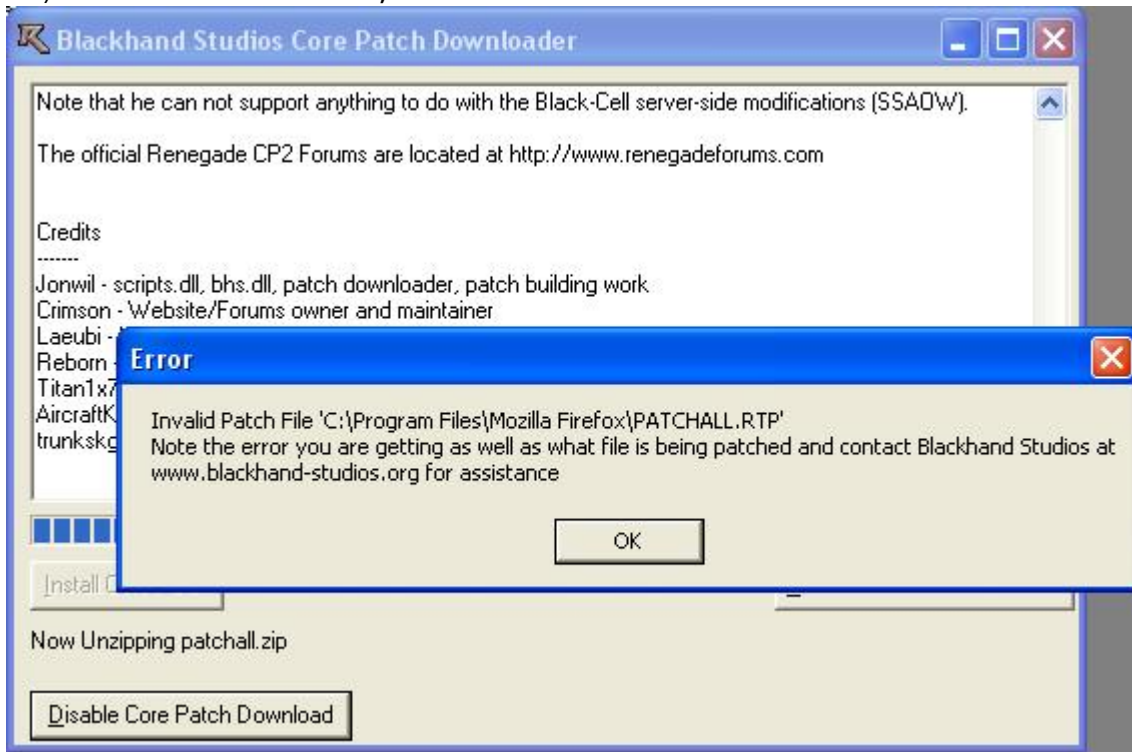 Blackhand Studios Core Patch Downloader
Note that he can not support anything to do with the Black-Cell server-side modifications (SSAOW).
The official Renegade CP2 Forums are located at http://www.renegadeforums.com
Credits
-------
Jonwil - scripts.dll, bhs.dll, patch downloader, patch building work
Crimson - Website/Forums owner and maintainer
Laeubi -
Reborn -
Error
Invalid Patch File 'C:\Program Files\Mozilla Firefox\PATCHALL.RTP'
Note the error you are getting as well as what file is being patched and contact Blackhand Studios at
www.blackhand-studios.org for assistance
OK
Install
Now Unzipping patchall.zip
Disable Core Patch Download